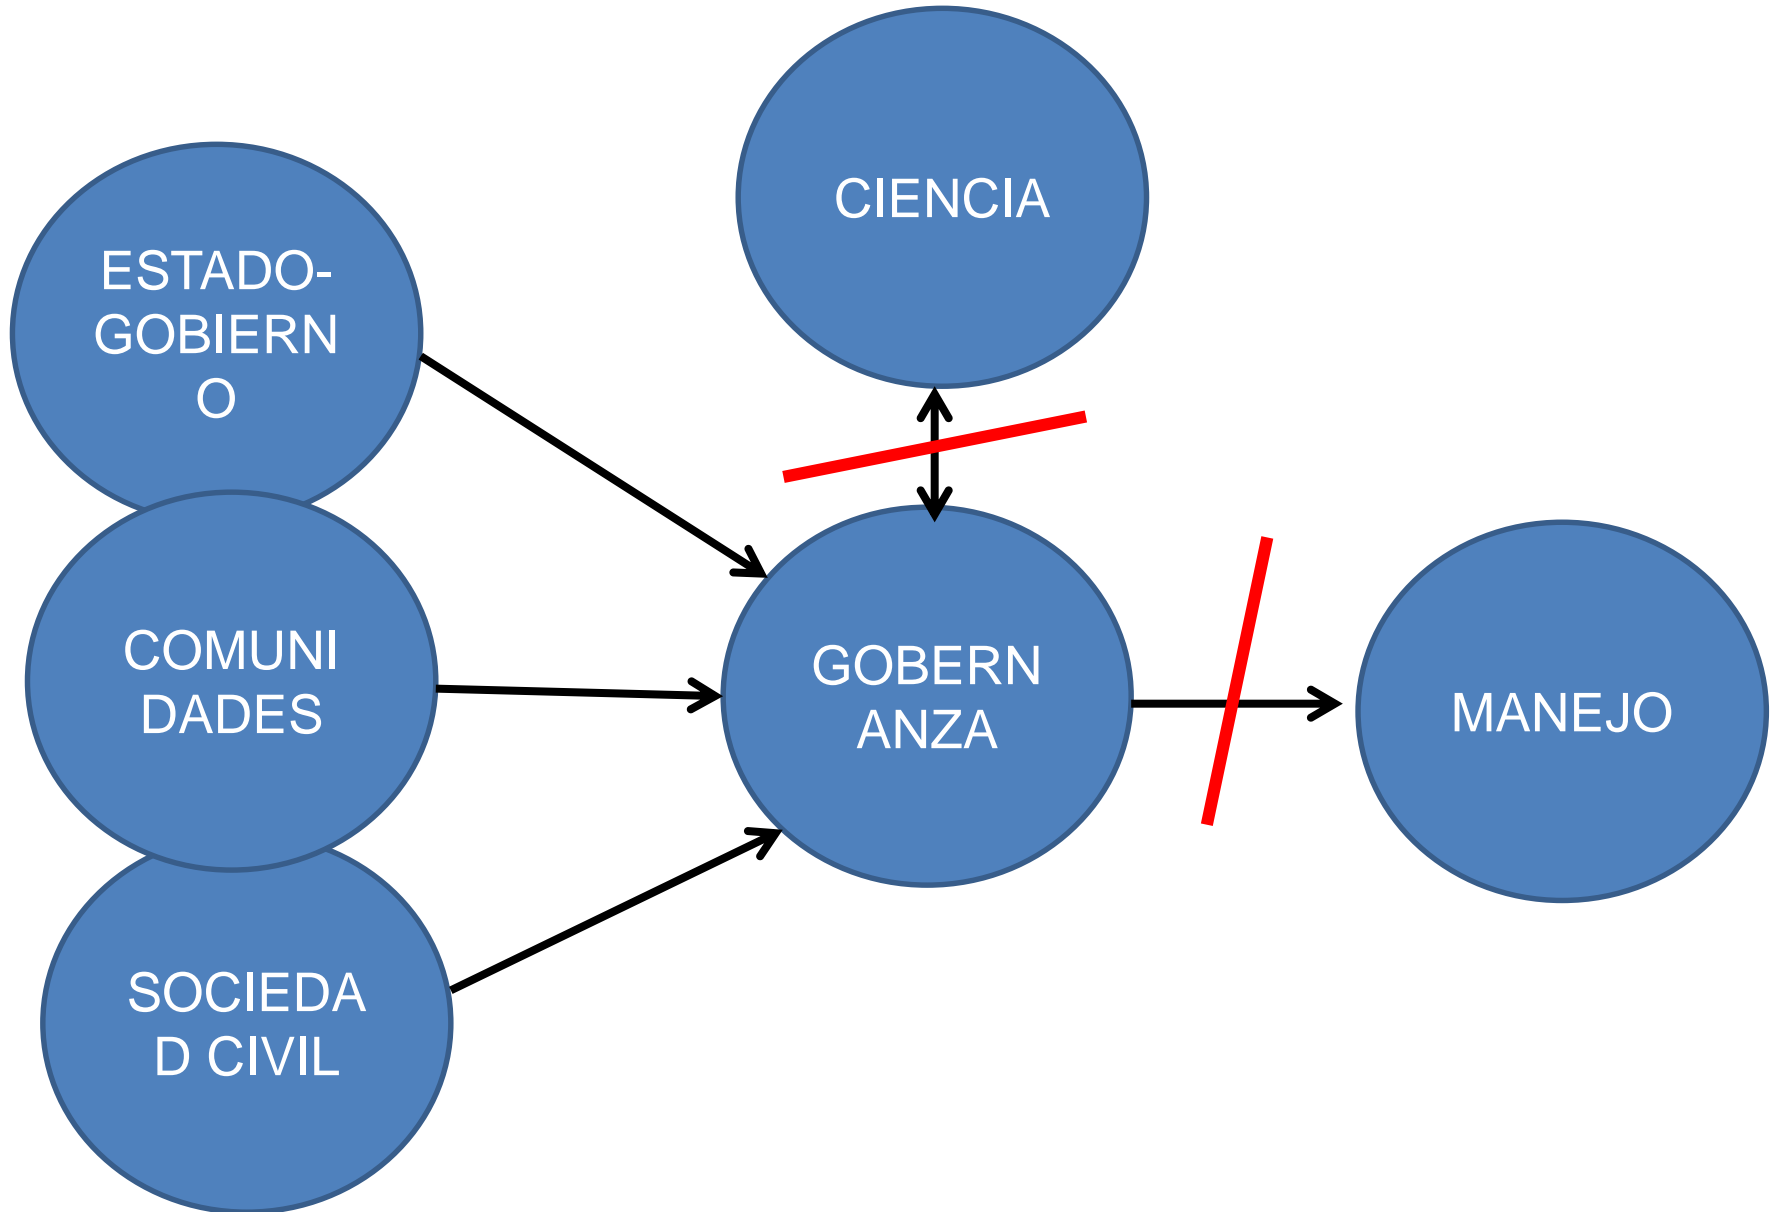 CIENCIA
ESTADO-
GOBIERN
O
COMUNI
DADES
SOCIEDA
D CIVIL
GOBERN
ANZA
MANEJO